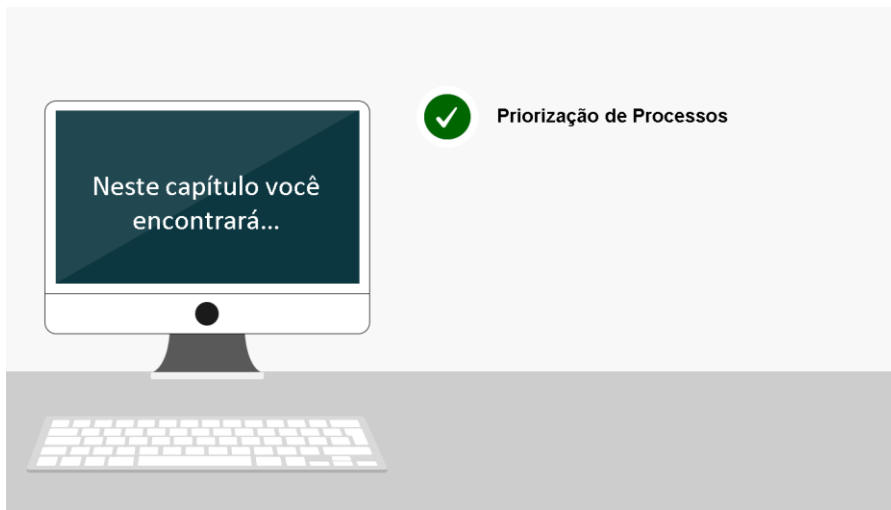 Neste capítulo você
encontrará...
Priorização de Processos